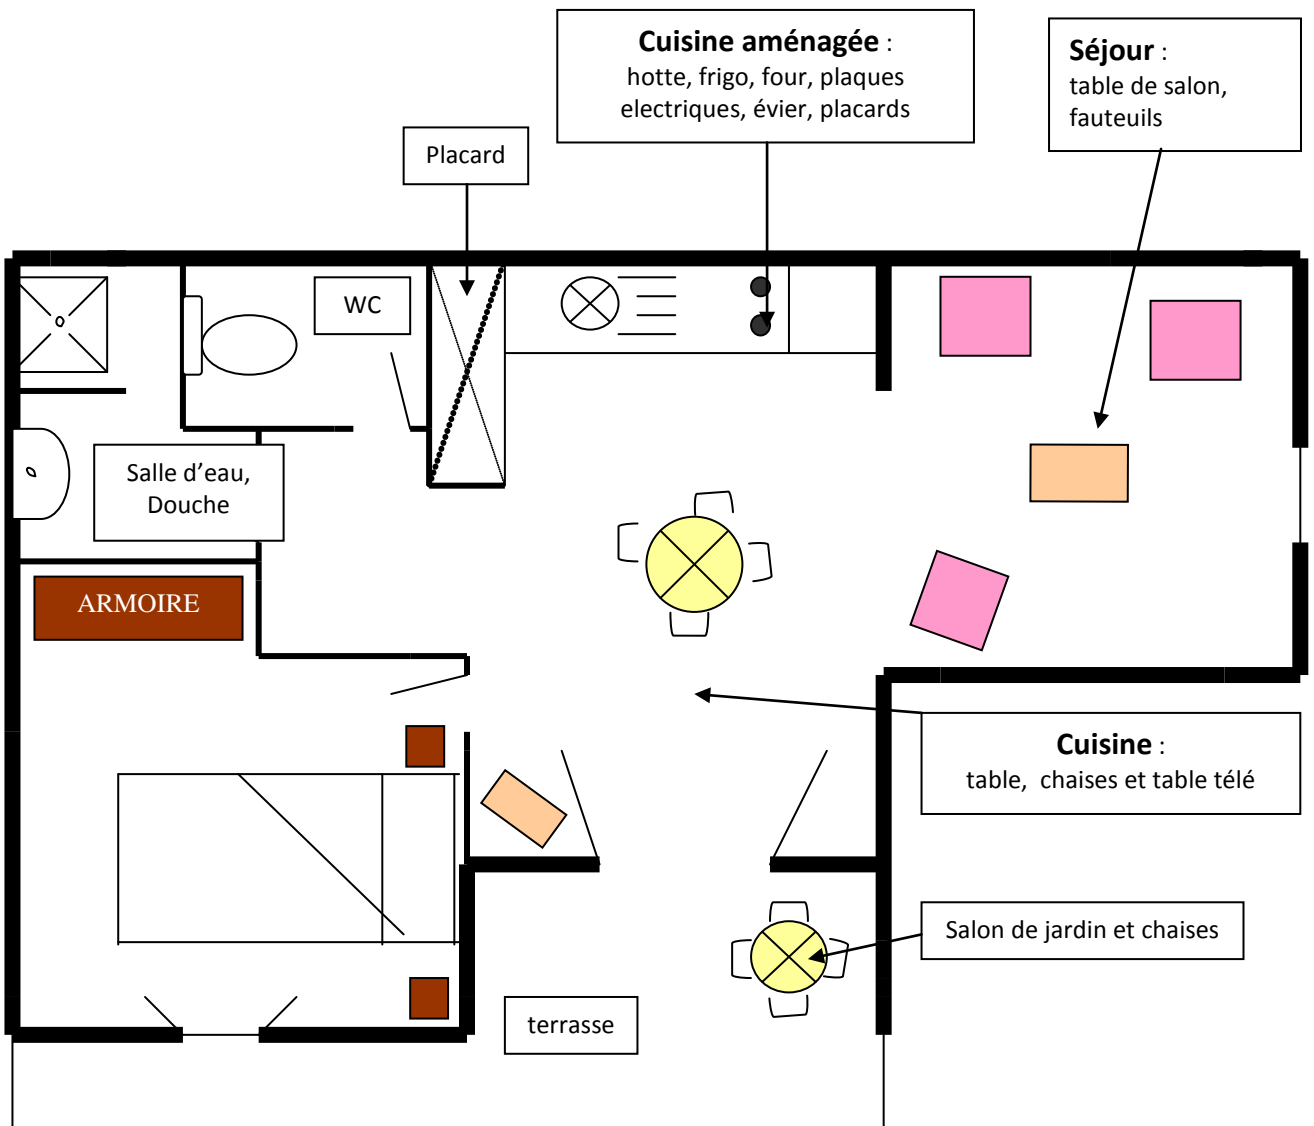 Cuisine aménagée :
hotte, frigo, four, plaques
electriques, évier, placards
Séjour :
table de salon,
fauteuils
Placard
WC
Salle d’eau,
Douche
ARMOIRE
Cuisine :
table, chaises et table télé
Salon de jardin et chaises
terrasse